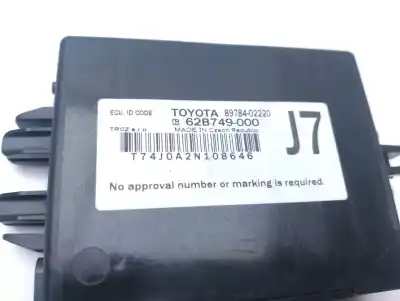 ECU. ID CODE TOYOTA 89784-02220
62B749-000
TRCZ s.r.o. MADE IN Czech Republic
J7
T74J0A2N108646
No approval number or marking is required.